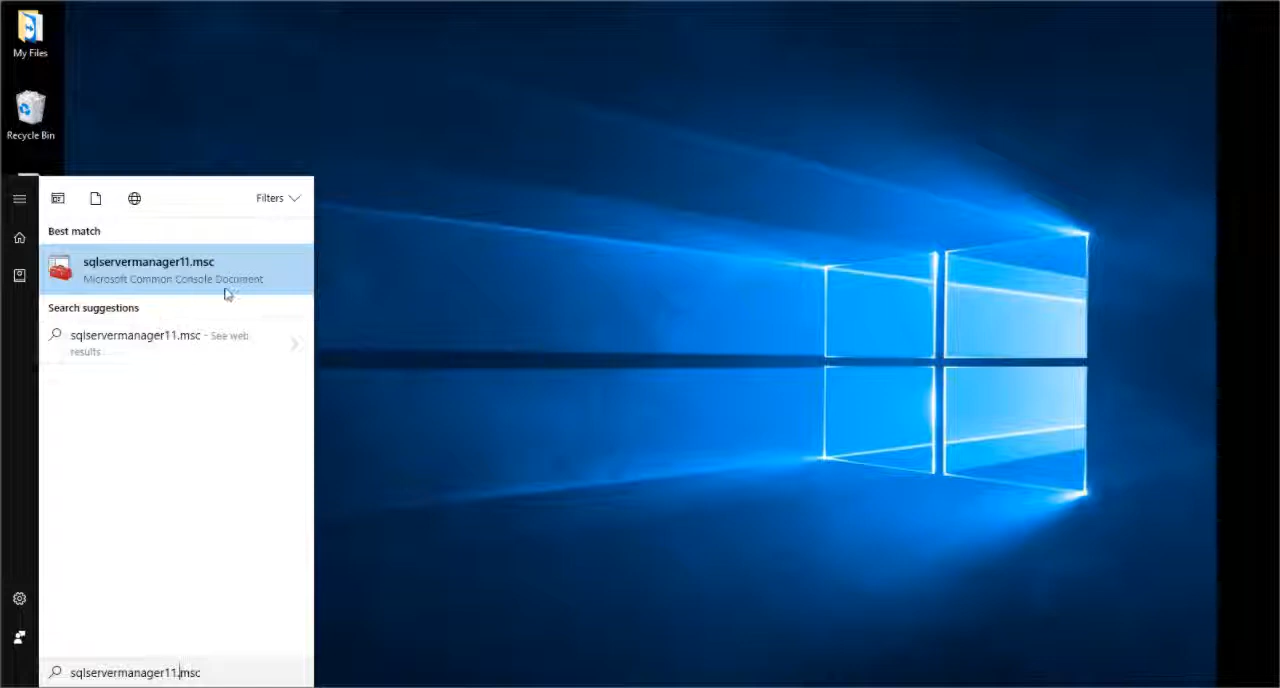 My Files
Recycle Bin
Filters
Best match
sqlservermanager11.msc
Microsoft Common Console Document
Search suggestions
sqlservermanager11.msc - See web
results
sqlservermanager11.msc